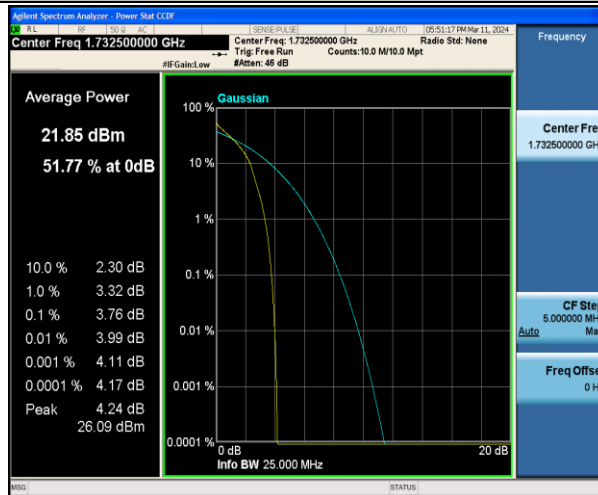 Agilent Spectrum Analyzer - Power Stat CCDF
RL RF 50 Ω AC SENSE:PULSE ALIGN AUTO 05:51:17 PM Mar 11, 2024
Center Freq 1.732500000 GHz
Center Freq: 1.732500000 GHz Radio Std: None
Trig: Free Run Counts:10.0 M/10.0 Mpt
#IFGain:Low #Atten: 46 dB
Frequency
Average Power
21.85 dBm
51.77 % at 0dB
10.0 % 2.30 dB
1.0 % 3.32 dB
0.1 % 3.76 dB
0.01 % 3.99 dB
0.001 % 4.11 dB
0.0001 % 4.17 dB
Peak 4.24 dB
26.09 dBm
Gaussian
100 %
10 %
1 %
0.1 %
0.01 %
0.001 %
0.0001 %
0 dB 20 dB
Info BW 25.000 MHz
Center Fre
1.732500000 GH
CF Ste
5.000000 MH
Auto Ma
Freq Offse
0 H
MSG STATUS